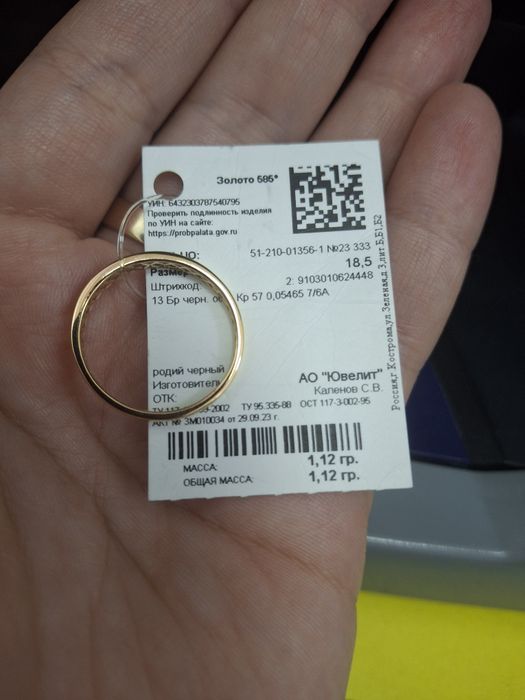 Золото 585°
УИН: 6432303787540795
Проверить подлинность изделия
по УИН на сайте:
https://probpalata.gov.ru
51-210-01356-1 №23 333
Размер 18,5
Штрихкод 2: 9103010624448
13 Бр черн. Кр 57 0,05465 7/6А
родий черный
АО "Ювелит"
Изготовитель Каленов С.В.
ОТК:
ТУ 95.335-88 ОСТ 117-3-002-95
АКТ № 3М010034 от 29.09.23 г.
МАССА: 1,12 гр.
ОБЩАЯ МАССА: 1,12 гр.
Россия,г Кострома,ул.Зеленая,д 3,лит Б,Б1,Б2